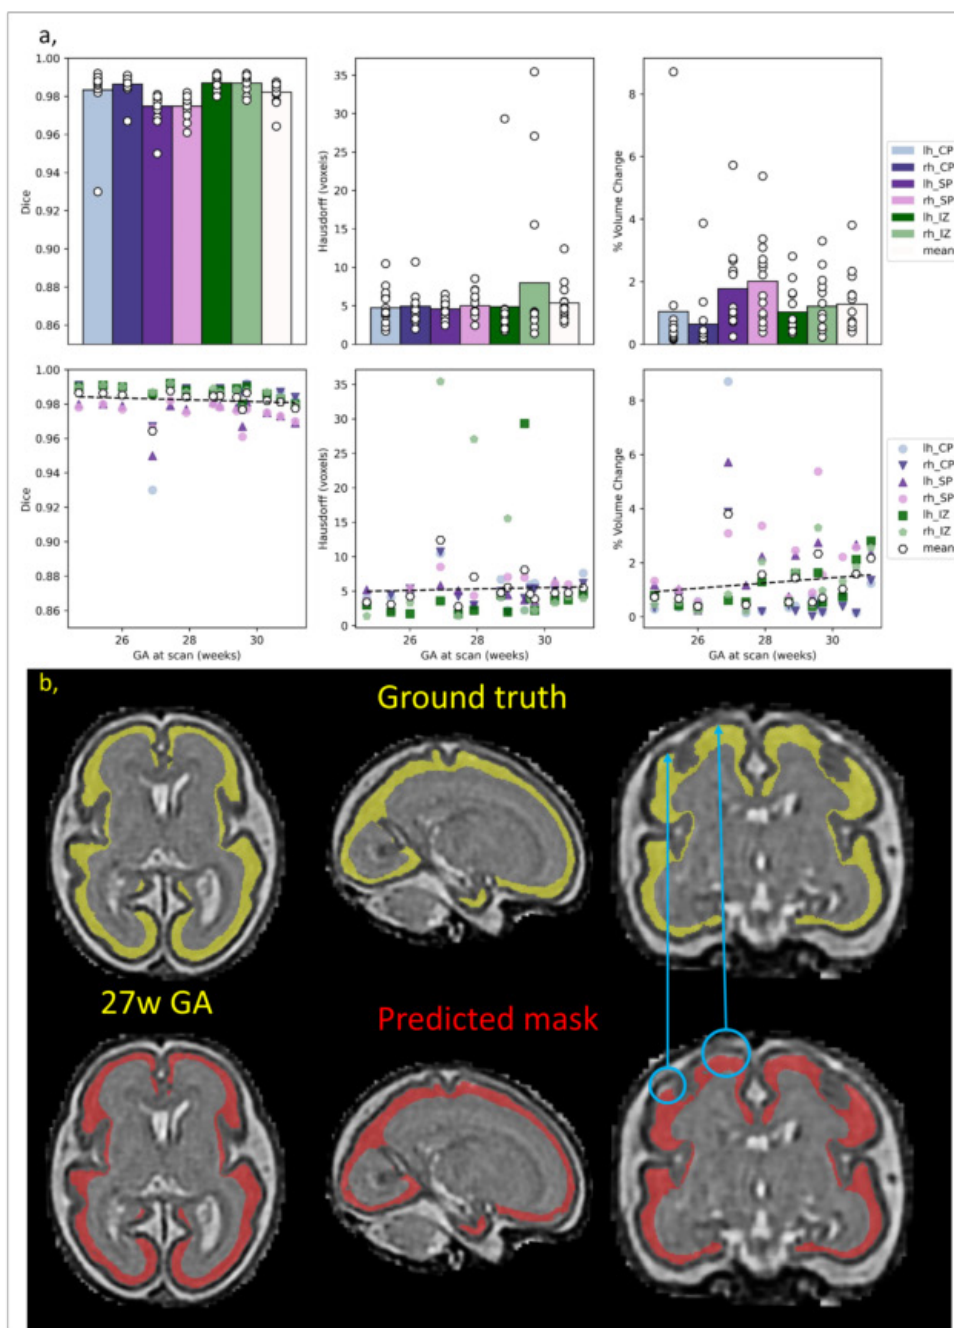 a,
1.00
0.98
0.96
0.94
0.92
0.90
0.88
0.86
Dice
35
30
25
20
15
10
5
0
Hausdorff (voxels)
8
6
4
2
0
% Volume Change
lh_CP
rh_CP
lh_SP
rh_SP
lh_IZ
rh_IZ
mean
1.00
0.98
0.96
0.94
0.92
0.90
0.88
0.86
Dice
26 28 30
GA at scan (weeks)
35
30
25
20
15
10
5
0
Hausdorff (voxels)
26 28 30
GA at scan (weeks)
8
6
4
2
0
% Volume Change
26 28 30
GA at scan (weeks)
lh_CP
rh_CP
lh_SP
rh_SP
lh_IZ
rh_IZ
mean
b,
Ground truth
27w GA
Predicted mask